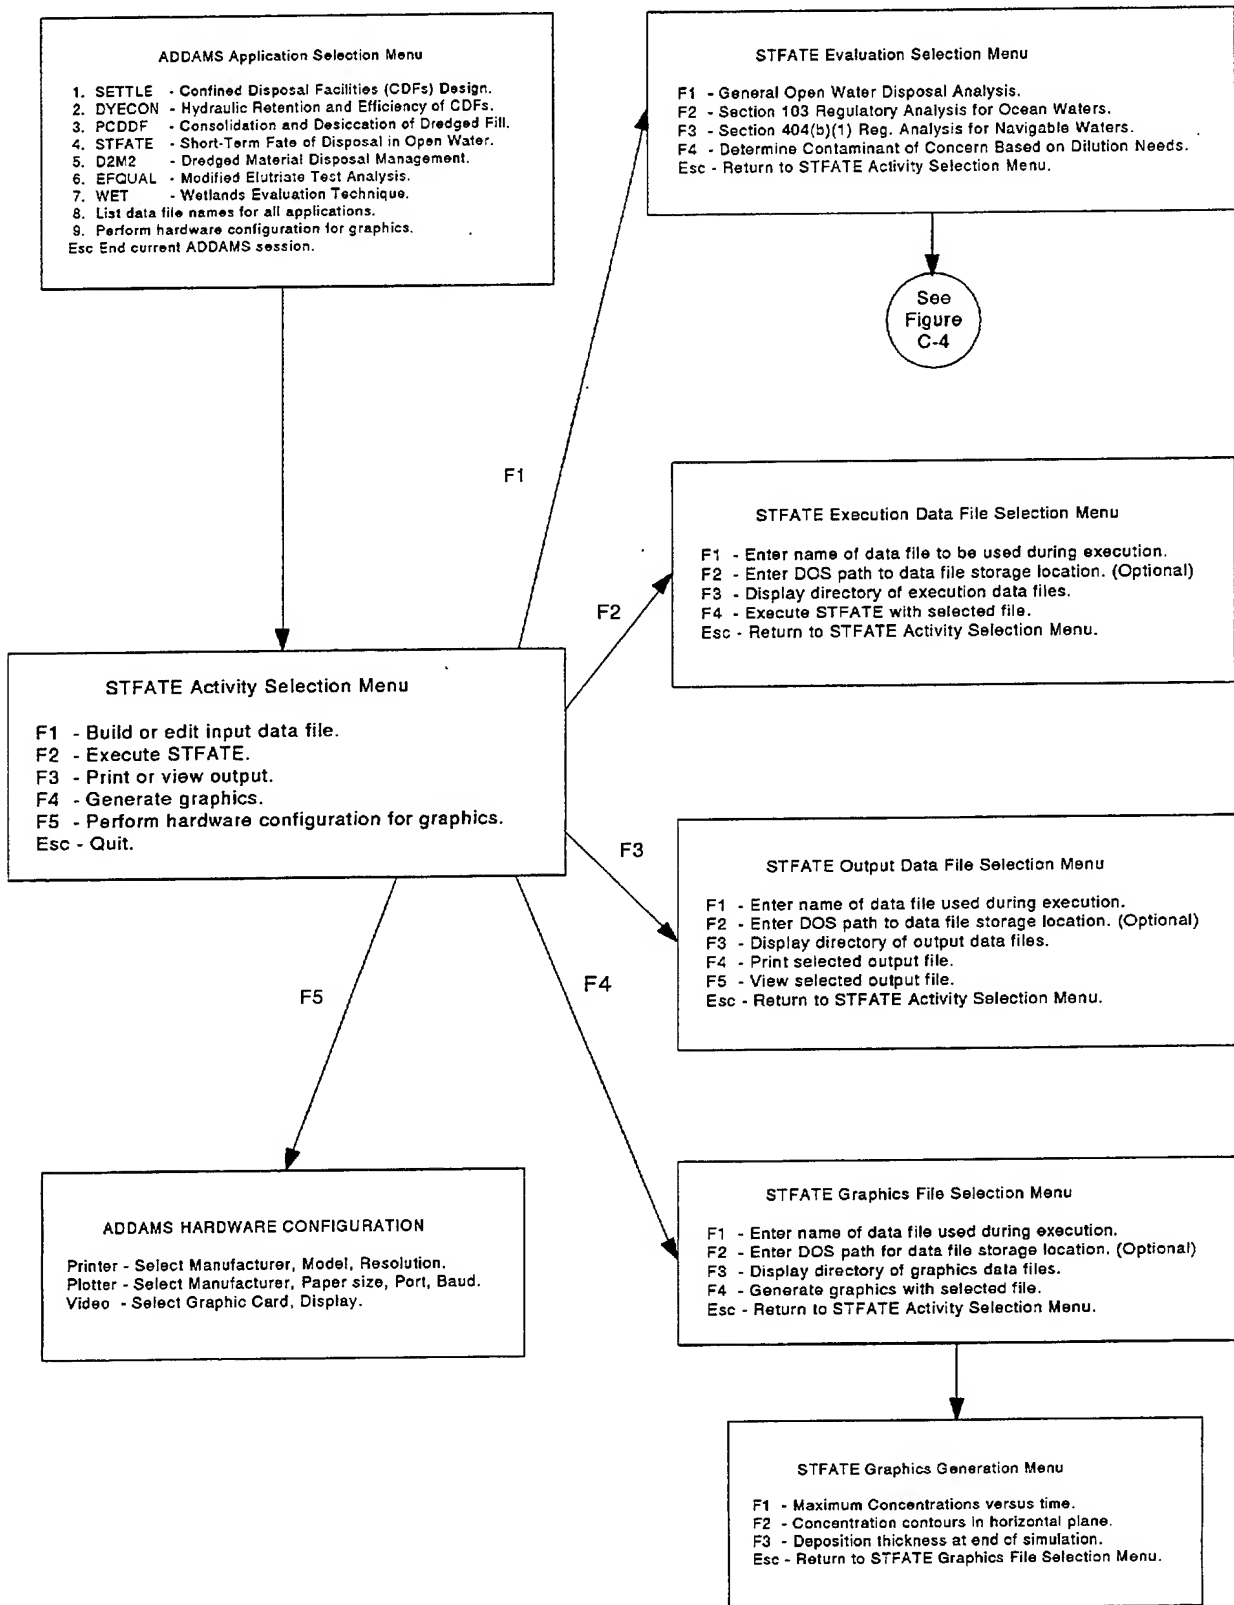 ADDAMS Application Selection Menu
1. SETTLE - Confined Disposal Facilities (CDFs) Design.
2. DYECON - Hydraulic Retention and Efficiency of CDFs.
3. PCDDF - Consolidation and Desiccation of Dredged Fill.
4. STFATE - Short-Term Fate of Disposal in Open Water.
5. D2M2 - Dredged Material Disposal Management.
6. EFQUAL - Modified Elutriate Test Analysis.
7. WET - Wetlands Evaluation Technique.
8. List data file names for all applications.
9. Perform hardware configuration for graphics.
Esc End current ADDAMS session.
STFATE Evaluation Selection Menu
F1 - General Open Water Disposal Analysis.
F2 - Section 103 Regulatory Analysis for Ocean Waters.
F3 - Section 404(b)(1) Reg. Analysis for Navigable Waters.
F4 - Determine Contaminant of Concern Based on Dilution Needs.
Esc - Return to STFATE Activity Selection Menu.
See
Figure
C-4
F1
STFATE Execution Data File Selection Menu
F1 - Enter name of data file to be used during execution.
F2 - Enter DOS path to data file storage location. (Optional)
F3 - Display directory of execution data files.
F4 - Execute STFATE with selected file.
Esc - Return to STFATE Activity Selection Menu.
F2
STFATE Activity Selection Menu
F1 - Build or edit input data file.
F2 - Execute STFATE.
F3 - Print or view output.
F4 - Generate graphics.
F5 - Perform hardware configuration for graphics.
Esc - Quit.
F3
STFATE Output Data File Selection Menu
F1 - Enter name of data file used during execution.
F2 - Enter DOS path to data file storage location. (Optional)
F3 - Display directory of output data files.
F4 - Print selected output file.
F5 - View selected output file.
Esc - Return to STFATE Activity Selection Menu.
F5
F4
ADDAMS HARDWARE CONFIGURATION
Printer - Select Manufacturer, Model, Resolution.
Plotter - Select Manufacturer, Paper size, Port, Baud.
Video - Select Graphic Card, Display.
STFATE Graphics File Selection Menu
F1 - Enter name of data file used during execution.
F2 - Enter DOS path for data file storage location. (Optional)
F3 - Display directory of graphics data files.
F4 - Generate graphics with selected file.
Esc - Return to STFATE Activity Selection Menu.
STFATE Graphics Generation Menu
F1 - Maximum Concentrations versus time.
F2 - Concentration contours in horizontal plane.
F3 - Deposition thickness at end of simulation.
Esc - Return to STFATE Graphics File Selection Menu.